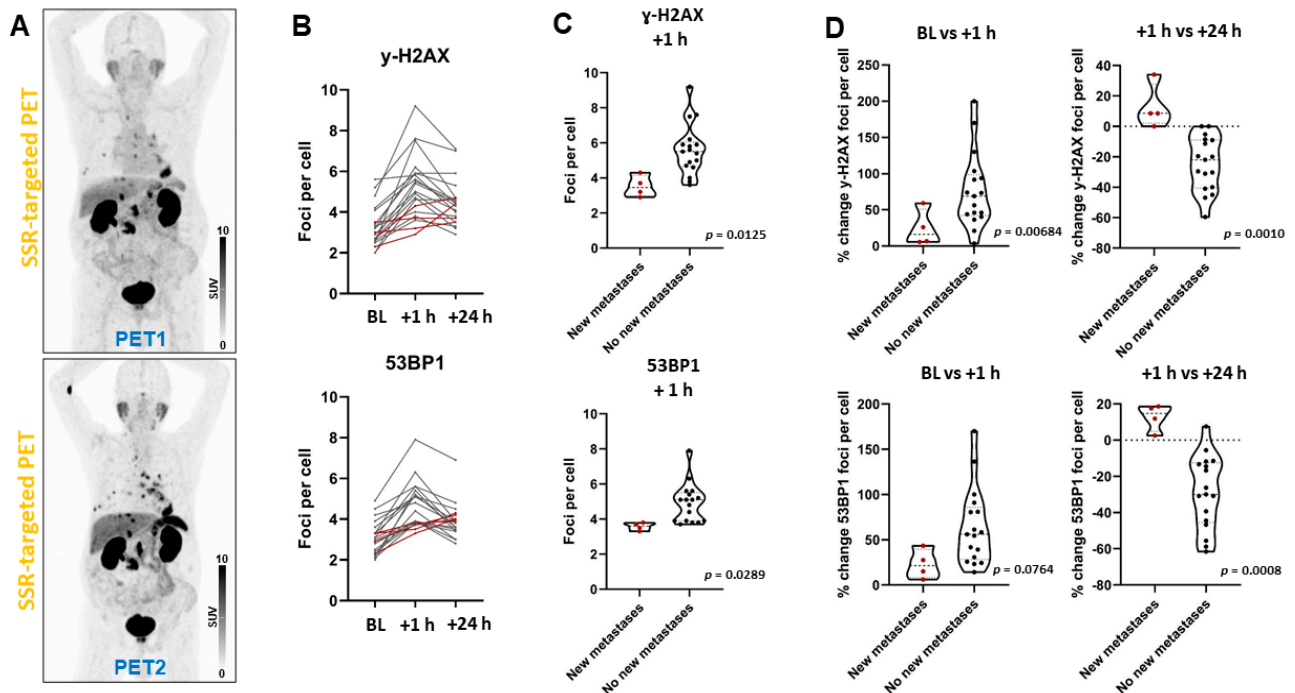 A
SSR-targeted PET
10
SUV
0
PET1
SSR-targeted PET
10
SUV
0
PET2
B
y-H2AX
Foci per cell
10
8
6
4
2
0
BL
+1 h
+24 h
53BP1
Foci per cell
10
8
6
4
2
0
BL
+1 h
+24 h
C
ɣ-H2AX
+1 h
Foci per cell
10
8
6
4
2
0
p = 0.0125
New metastases
No new metastases
53BP1
+ 1 h
Foci per cell
10
8
6
4
2
0
p = 0.0289
New metastases
No new metastases
D
BL vs +1 h
% change y-H2AX foci per cell
250
200
150
100
50
0
p = 0.00684
New metastases
No new metastases
+1 h vs +24 h
% change y-H2AX foci per cell
40
20
0
-20
-40
-60
-80
p = 0.0010
New metastases
No new metastases
BL vs +1 h
% change 53BP1 foci per cell
200
150
100
50
0
p = 0.0764
New metastases
No new metastases
+1 h vs +24 h
% change 53BP1 foci per cell
20
0
-20
-40
-60
-80
p = 0.0008
New metastases
No new metastases